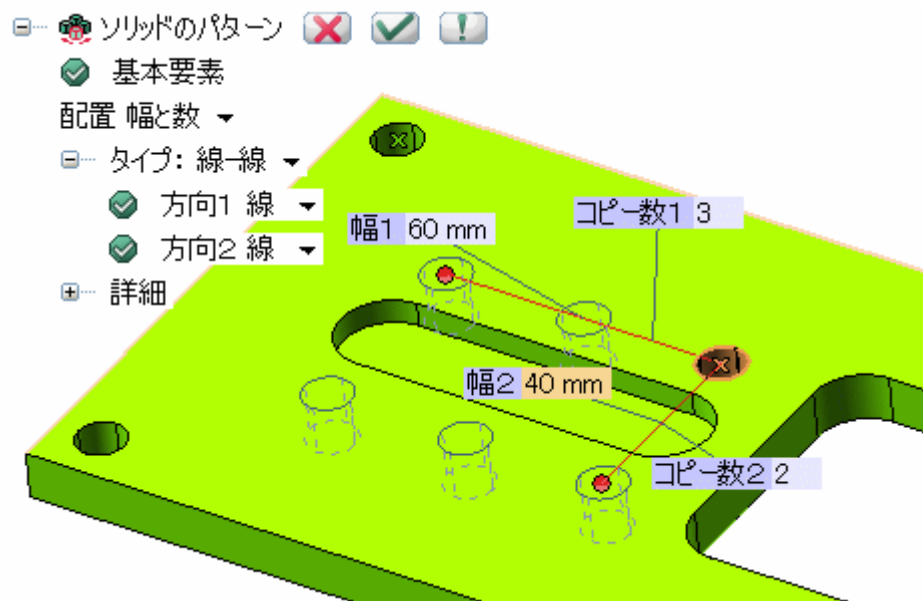 ソリッドのパターン
基本要素
配置 幅と数
タイプ: 線-線
方向1 線
方向2 線
詳細
コピー数1 3
幅1 60 mm
幅2 40 mm
コピー数2 2